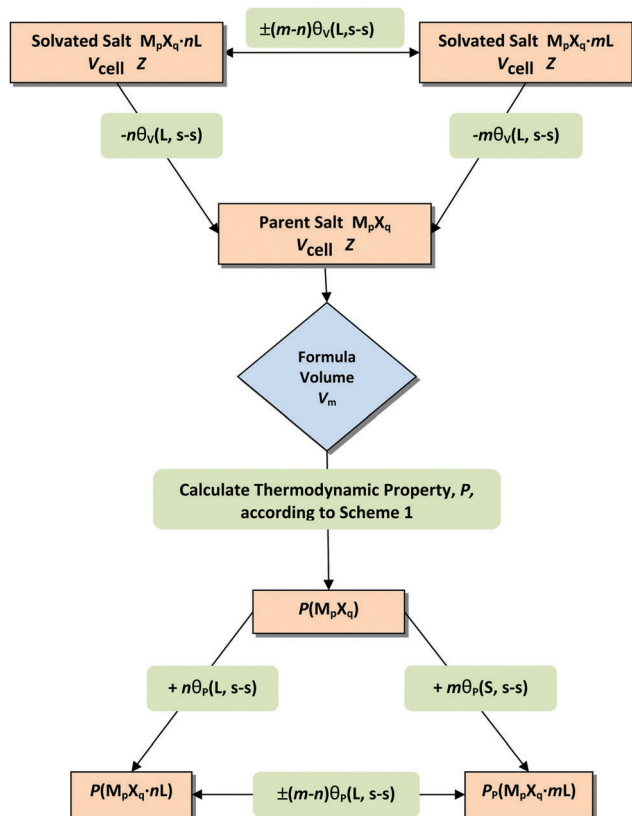 Solvated Salt MpXq·nL
Vcell Z
±(m-n)θV(L,s-s)
Solvated Salt MpXq·mL
Vcell Z
-nθV(L, s-s)
-mθV(L, s-s)
Parent Salt MpXq
Vcell Z
Formula
Volume
Vm
Calculate Thermodynamic Property, P,
according to Scheme 1
P(MpXq)
+ nθP(L, s-s)
+ mθP(S, s-s)
P(MpXq·nL)
±(m-n)θP(L, s-s)
PP(MpXq·mL)